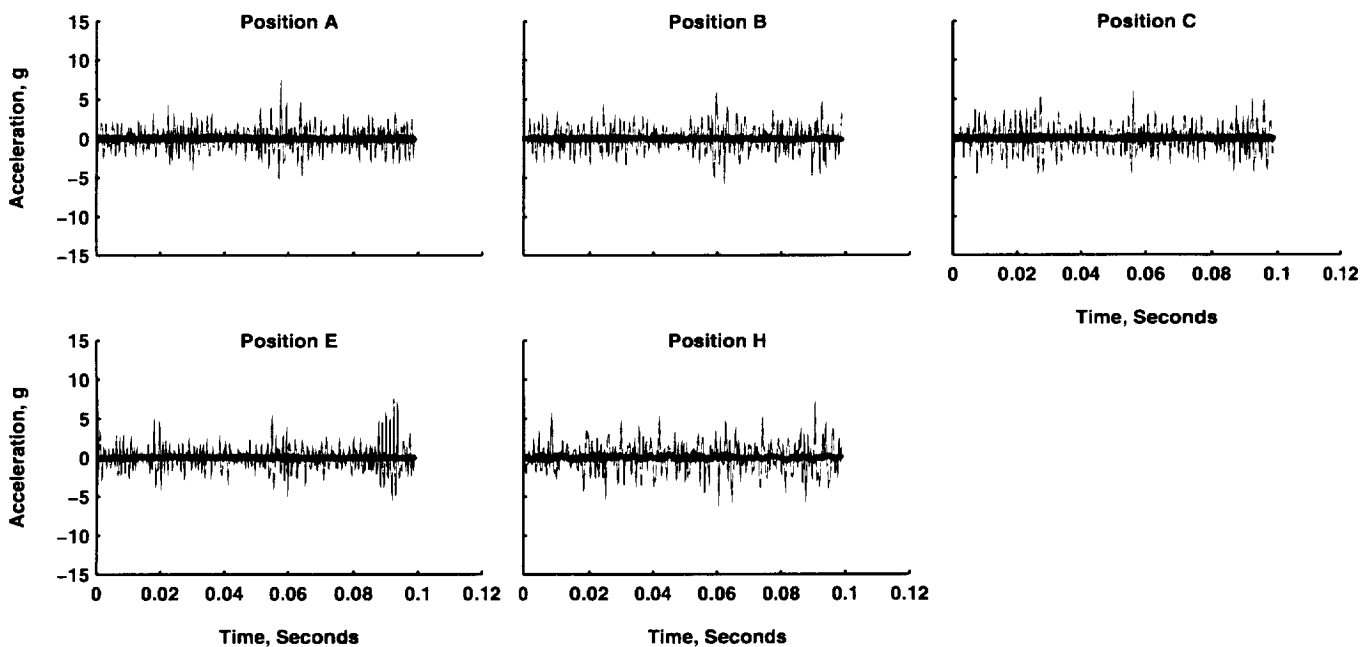 Position A
15
10
5
0
−5
−10
−15
Acceleration, g
Position B
Position C
0 0.02 0.04 0.06 0.08 0.1 0.12
Time, Seconds
Position E
15
10
5
0
−5
−10
−15
Acceleration, g
0 0.02 0.04 0.06 0.08 0.1 0.12
Time, Seconds
Position H
0 0.02 0.04 0.06 0.08 0.1 0.12
Time, Seconds